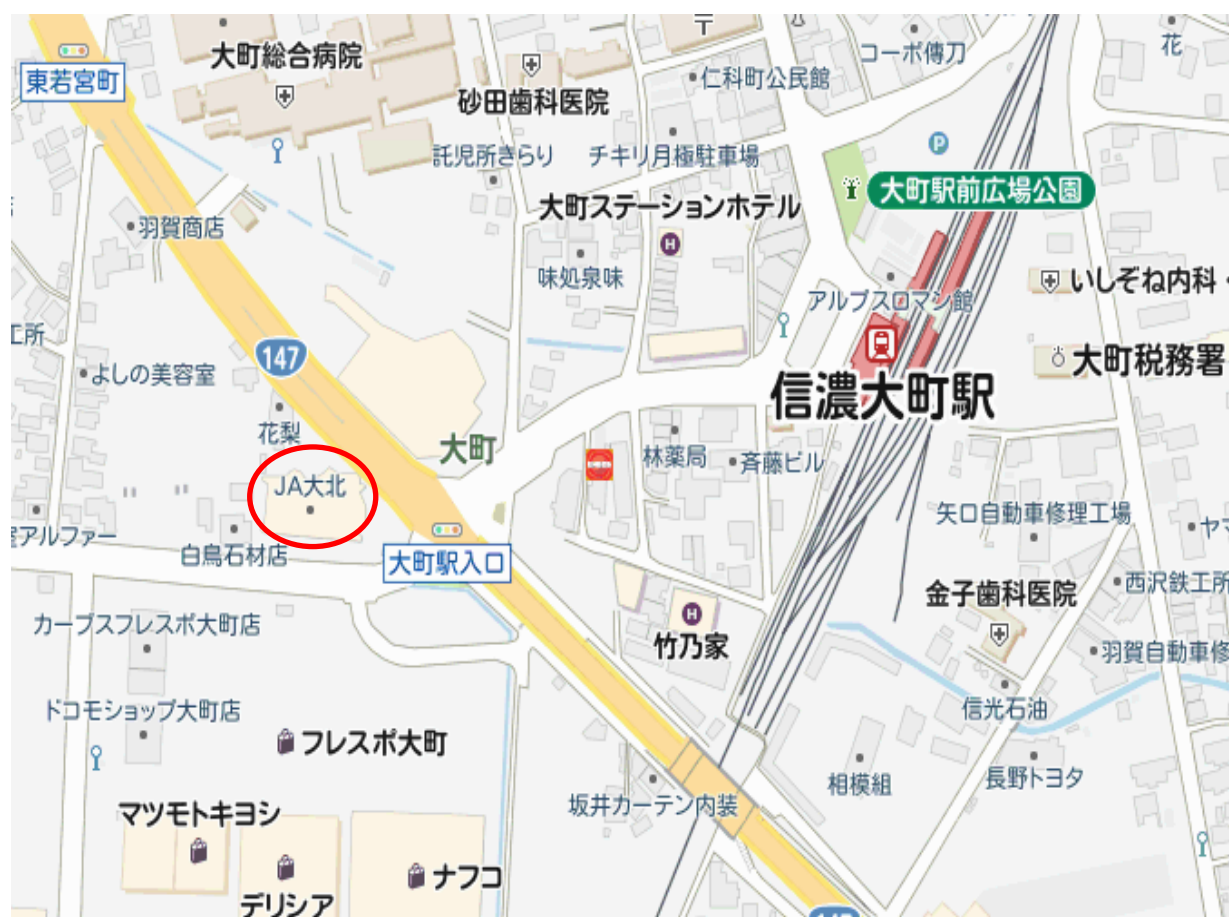 大町総合病院
コーポ傳刀
花
東若宮町
仁科町公民館
砂田歯科医院
P
託児所きらり
チキリ月極駐車場
大町駅前広場公園
大町ステーションホテル
羽賀商店
H
味処泉味
いしぞね内科・
アルプスロマン館
工所
147
大町税務署
よしの美容室
信濃大町駅
花梨
大町
林薬局
斉藤ビル
JA大北
矢口自動車修理工場
ヤマ
室アルファー
白鳥石材店
大町駅入口
西沢鉄工所
金子歯科医院
H
カーブスフレスポ大町店
竹乃家
羽賀自動車修
ドコモショップ大町店
信光石油
フレスポ大町
長野トヨタ
相模組
坂井カーテン内装
マツモトキヨシ
ナフコ
デリシア